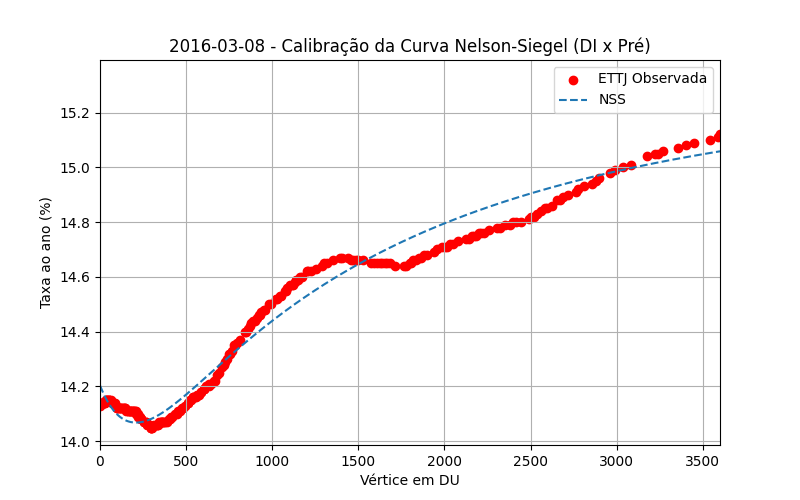 2016-03-08 - Calibração da Curva Nelson-Siegel (DI x Pré)
ETTJ Observada
NSS
Taxa ao ano (%)
15.2
15.0
14.8
14.6
14.4
14.2
14.0
0 500 1000 1500 2000 2500 3000 3500
Vértice em DU